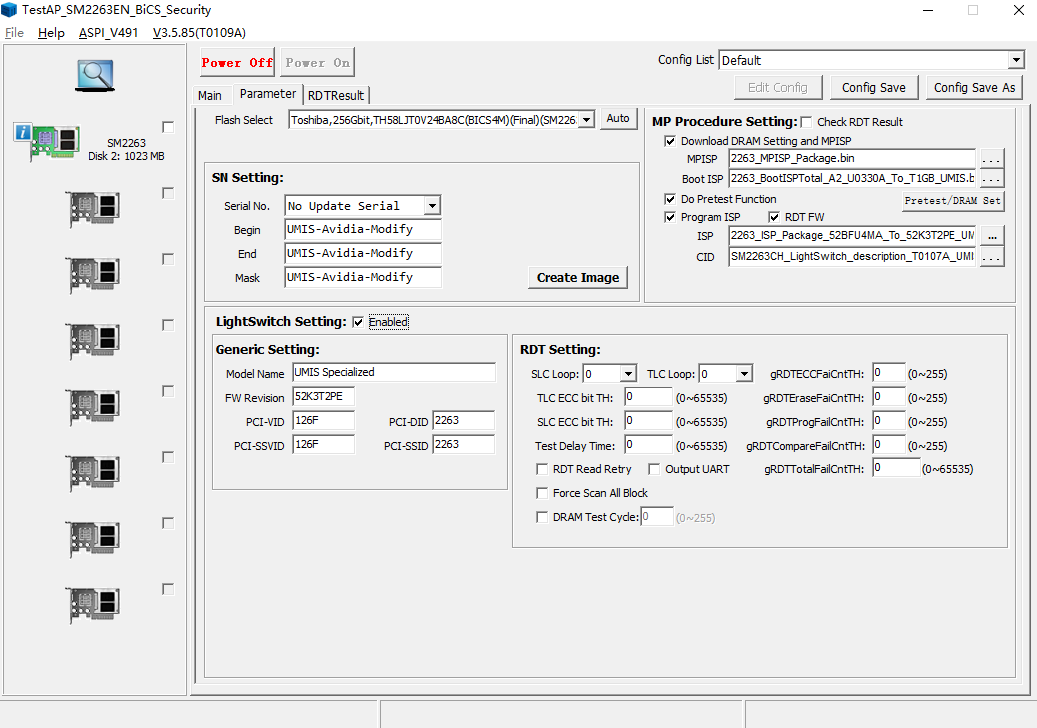 TestAP_SM2263EN_BiCS_Security
File Help ASPI_V491 V3.5.85(T0109A)
Power Off Power On
Config List Default
Edit Config Config Save Config Save As
Main Parameter RDTResult
Flash Select Toshiba,256Gbit,TH58LJT0V24BA8C(BICS4M)(Final)(SM226 Auto
SM2263
Disk 2: 1023 MB
SN Setting:
Serial No. No Update Serial
Begin UMIS-Avidia-Modify
End UMIS-Avidia-Modify
Mask UMIS-Avidia-Modify
Create Image
MP Procedure Setting: Check RDT Result
Download DRAM Setting and MPISP
MPISP 2263_MPISP_Package.bin ...
Boot ISP 2263_BootISPTotal_A2_U0330A_To_T1GB_UMIS.b ...
Do Pretest Function Pretest/DRAM Set
Program ISP RDT FW
ISP 2263_ISP_Package_52BFU4MA_To_52K3T2PE_UM ...
CID SM2263CH_LightSwitch_description_T0107A_UMI ...
LightSwitch Setting: Enabled
Generic Setting:
Model Name UMIS Specialized
FW Revision 52K3T2PE
PCI-VID 126F PCI-DID 2263
PCI-SSVID 126F PCI-SSID 2263
RDT Setting:
SLC Loop: 0 TLC Loop: 0 gRDTECCFaiCntTH: 0 (0~255)
TLC ECC bit TH: 0 (0~65535) gRDTEraseFailCntTH: 0 (0~255)
SLC ECC bit TH: 0 (0~65535) gRDTProgFailCntTH: 0 (0~255)
Test Delay Time: 0 (0~65535) gRDTCompareFailCntTH: 0 (0~255)
RDT Read Retry Output UART gRDTTotalFailCntTH: 0 (0~65535)
Force Scan All Block
DRAM Test Cycle: 0 (0~255)